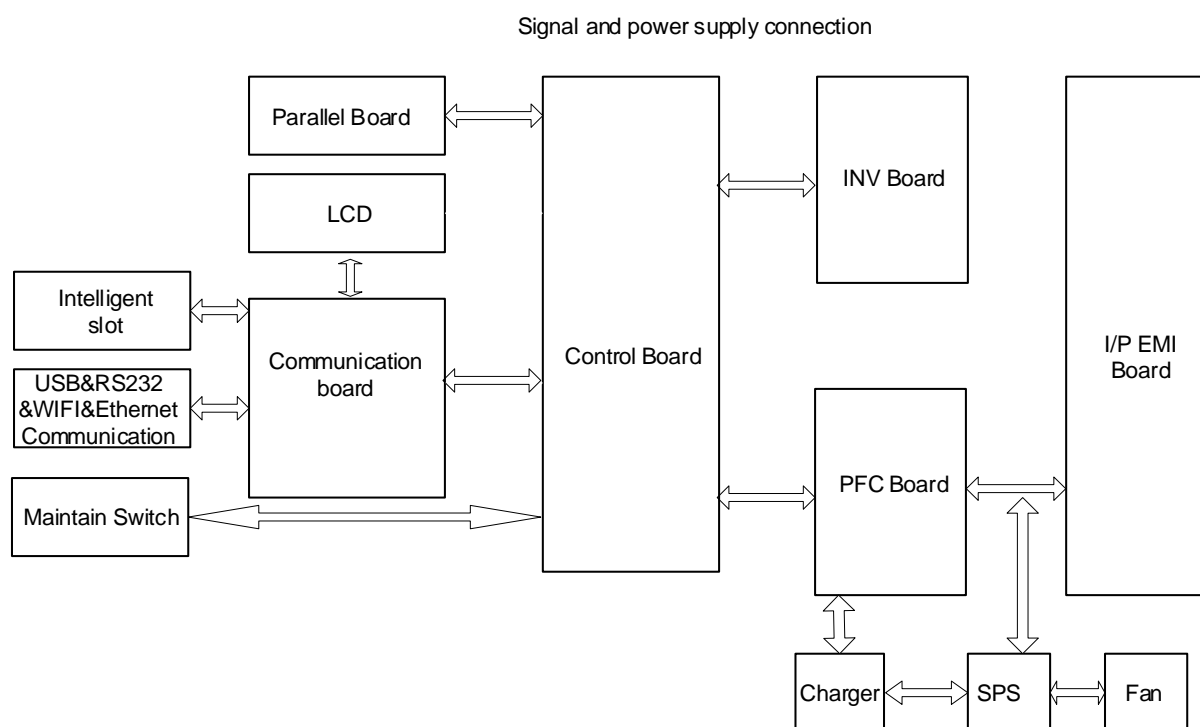 Signal and power supply connection
Parallel Board
LCD
Intelligent
slot
USB&RS232
&WIFI&Ethernet
Communication
Maintain Switch
Communication
board
Control Board
INV Board
PFC Board
I/P EMI
Board
Charger
SPS
Fan